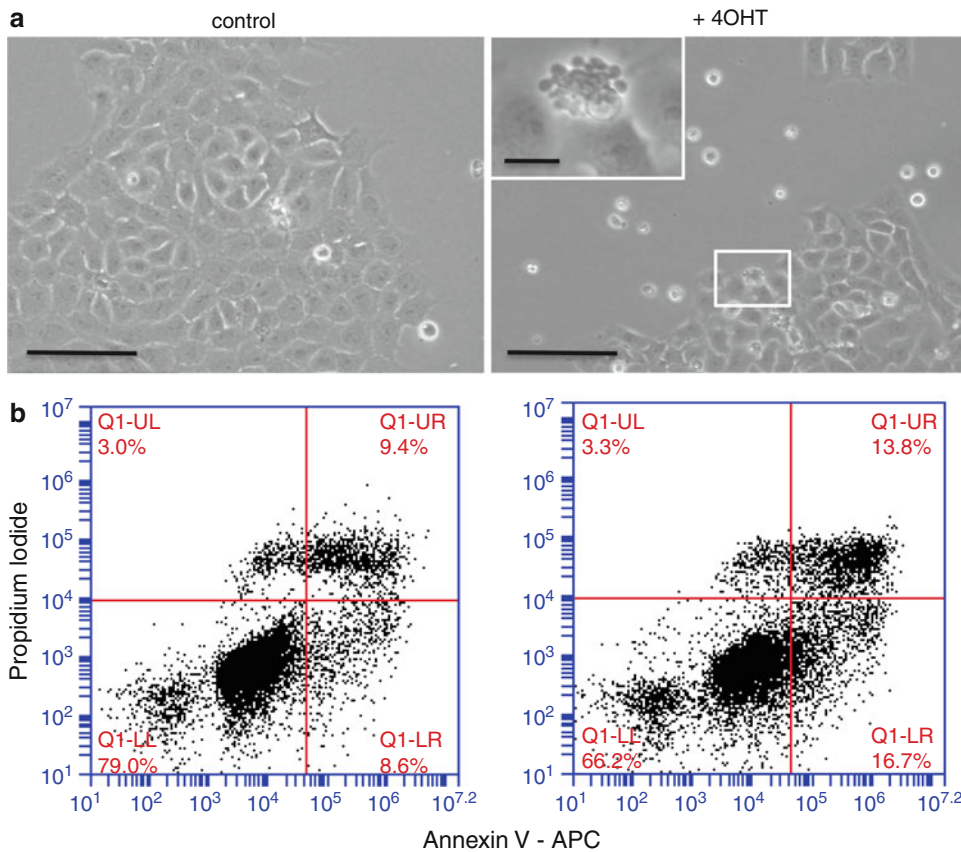 a
control
+ 4OHT
b
Propidium Iodide
10^7
10^6
10^5
10^4
10^3
10^2
10^1
Q1-UL
3.0%
Q1-UR
9.4%
Q1-LL
79.0%
Q1-LR
8.6%
10^1 10^2 10^3 10^4 10^5 10^6 10^7.2
10^7
10^6
10^5
10^4
10^3
10^2
10^1
Q1-UL
3.3%
Q1-UR
13.8%
Q1-LL
66.2%
Q1-LR
16.7%
10^1 10^2 10^3 10^4 10^5 10^6 10^7.2
Annexin V - APC